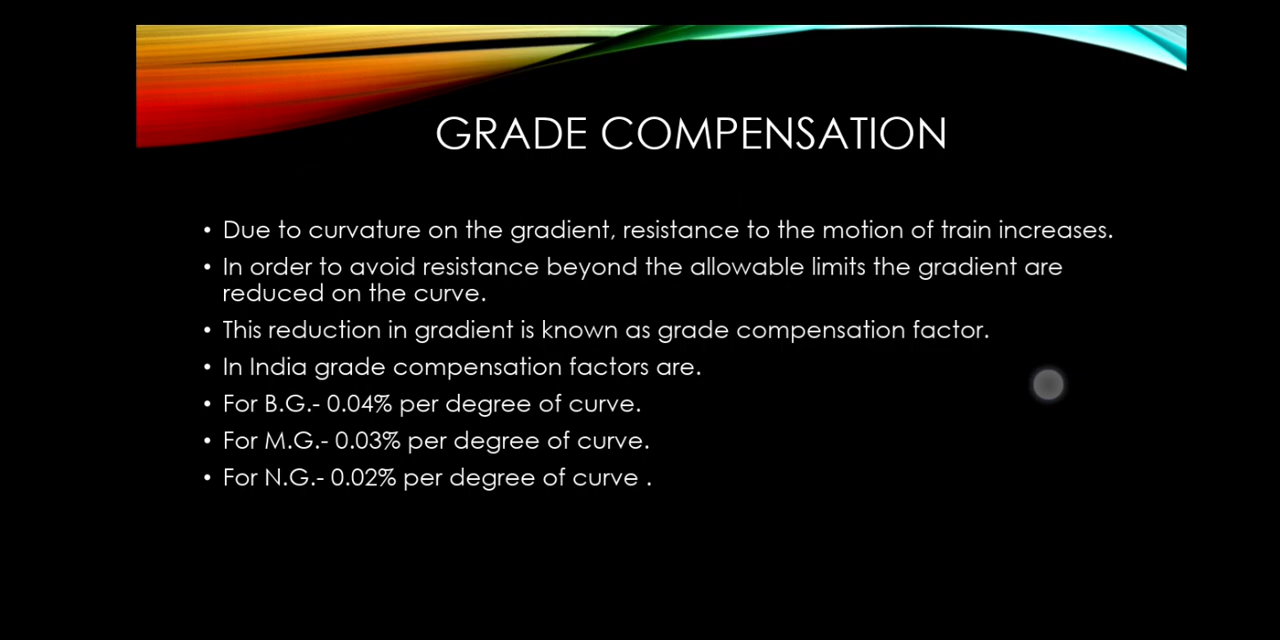 GRADE COMPENSATION
• Due to curvature on the gradient, resistance to the motion of train increases.
• In order to avoid resistance beyond the allowable limits the gradient are
reduced on the curve.
• This reduction in gradient is known as grade compensation factor.
• In India grade compensation factors are.
• For B.G.- 0.04% per degree of curve.
• For M.G.- 0.03% per degree of curve.
• For N.G.- 0.02% per degree of curve .